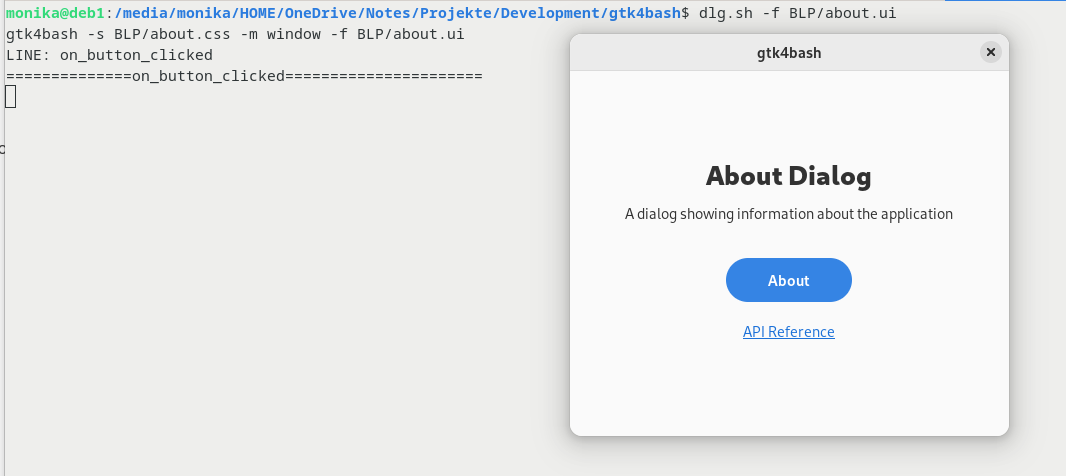 monika@deb1:/media/monika/HOME/OneDrive/Notes/Projekte/Development/gtk4bash$ dlg.sh -f BLP/about.ui
gtk4bash -s BLP/about.css -m window -f BLP/about.ui
LINE: on_button_clicked
==============on_button_clicked======================
gtk4bash
About Dialog
A dialog showing information about the application
About
API Reference